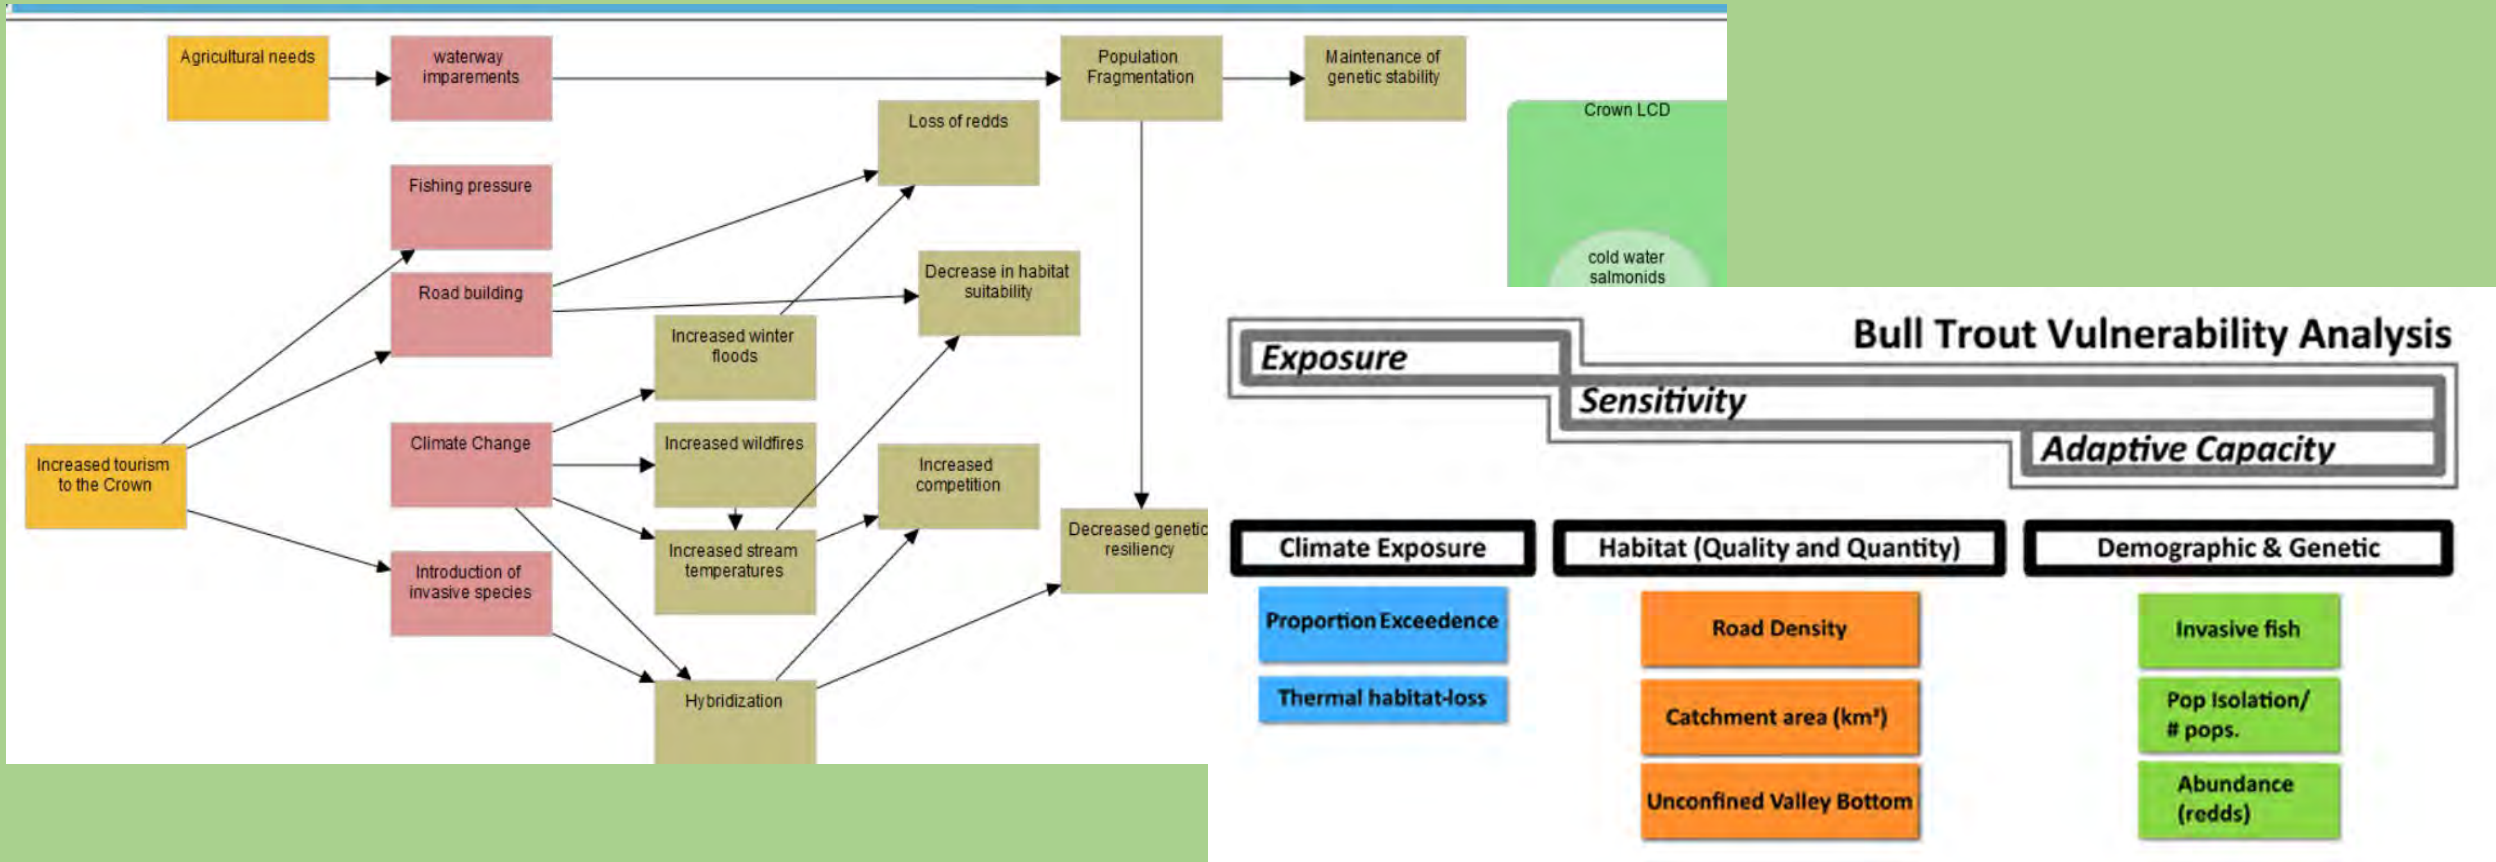 Agricultural needs
waterway
imparements
Population
Fragmentation
Maintenance of
genetic stability
Loss of redds
Crown LCD
Fishing pressure
cold water
salmonids
Road building
Decrease in habitat
suitability
Increased winter
floods
Climate Change
Increased wildfires
Increased tourism
to the Crown
Increased
competition
Increased stream
temperatures
Decreased genetic
resiliency
Introduction of
invasive species
Hybridization
Bull Trout Vulnerability Analysis
Exposure
Sensitivity
Adaptive Capacity
Climate Exposure
Habitat (Quality and Quantity)
Demographic & Genetic
Proportion Exceedence
Thermal habitat-loss
Road Density
Catchment area (km²)
Unconfined Valley Bottom
Invasive fish
Pop Isolation/
# pops.
Abundance
(redds)